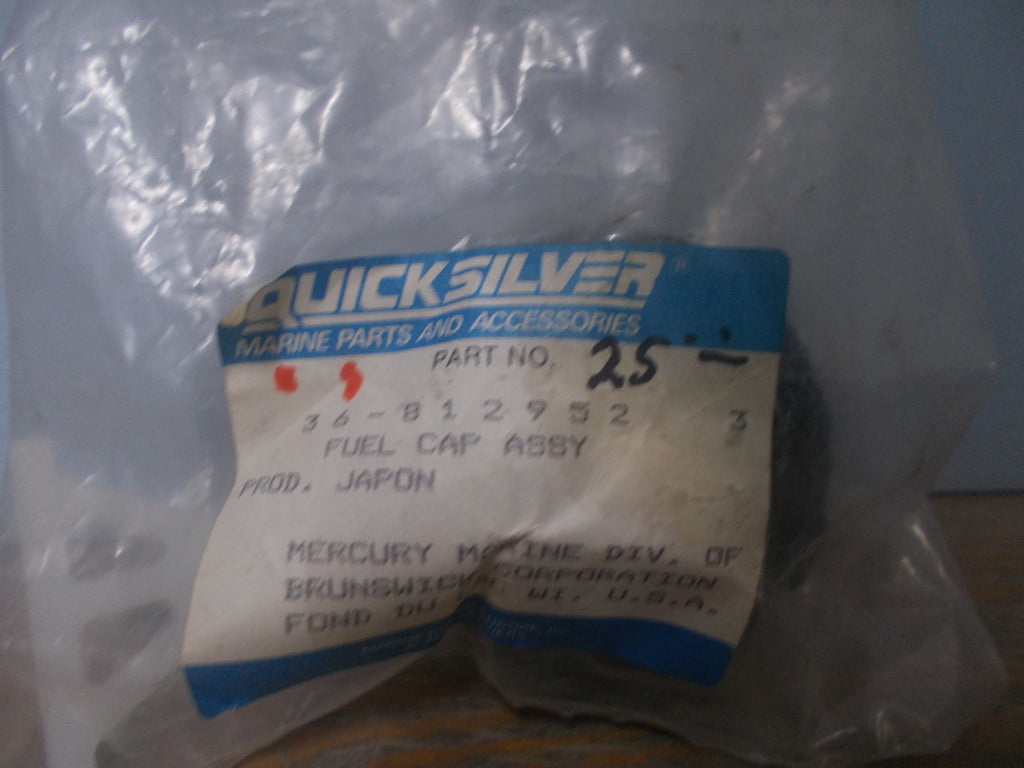 QUICKSILVER®
MARINE PARTS AND ACCESSORIES
PART NO. 25 --
36-812952 3
FUEL CAP ASSY
PROD. JAPON
MERCURY MARINE DIV. OF
BRUNSWICK CORPORATION
FOND DU WI. U.S.A.